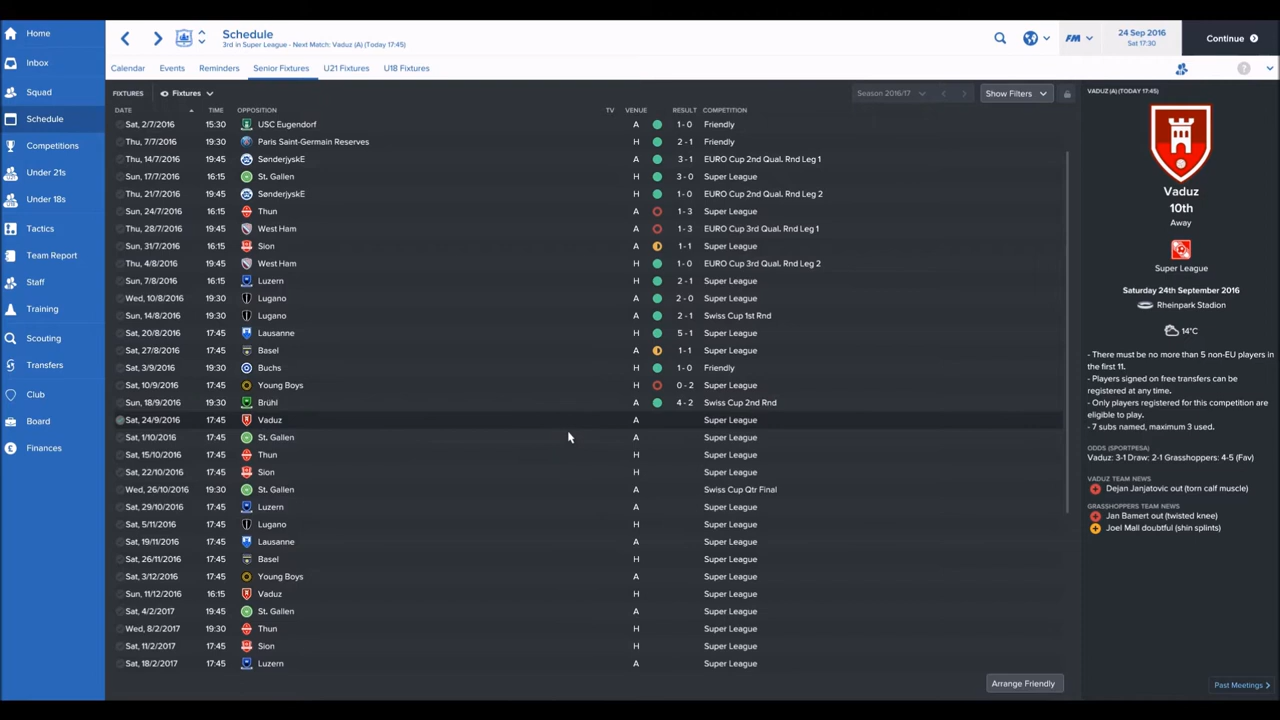 Home
Inbox
Squad
Schedule
Competitions
Under 21s
Under 18s
Tactics
Team Report
Staff
Training
Scouting
Transfers
Club
Board
Finances
Schedule
3rd in Super League - Next Match: Vaduz (A) (Today 17:45)
FM
24 Sep 2016
Sat 17:30
Continue
Calendar Events Reminders Senior Fixtures U21 Fixtures U18 Fixtures
?
FIXTURES Fixtures Season 2016/17 Show Filters
DATE TIME OPPOSITION TV VENUE RESULT COMPETITION
Sat, 2/7/2016 15:30 USC Eugendorf A 1 - 0 Friendly
Thu, 7/7/2016 19:30 Paris Saint-Germain Reserves H 2 - 1 Friendly
Thu, 14/7/2016 19:45 SønderjyskE A 3 - 1 EURO Cup 2nd Qual. Rnd Leg 1
Sun, 17/7/2016 16:15 St. Gallen H 3 - 0 Super League
Thu, 21/7/2016 19:45 SønderjyskE H 1 - 0 EURO Cup 2nd Qual. Rnd Leg 2
Sun, 24/7/2016 16:15 Thun A 1 - 3 Super League
Thu, 28/7/2016 19:45 West Ham A 1 - 3 EURO Cup 3rd Qual. Rnd Leg 1
Sun, 31/7/2016 16:15 Sion A 1 - 1 Super League
Thu, 4/8/2016 19:45 West Ham H 1 - 0 EURO Cup 3rd Qual. Rnd Leg 2
Sun, 7/8/2016 16:15 Luzern H 2 - 1 Super League
Wed, 10/8/2016 19:30 Lugano A 2 - 0 Super League
Sun, 14/8/2016 19:30 Lugano A 2 - 1 Swiss Cup 1st Rnd
Sat, 20/8/2016 17:45 Lausanne H 5 - 1 Super League
Sat, 27/8/2016 17:45 Basel A 1 - 1 Super League
Sat, 3/9/2016 19:30 Buchs H 1 - 0 Friendly
Sat, 10/9/2016 17:45 Young Boys H 0 - 2 Super League
Sun, 18/9/2016 19:30 Brühl A 4 - 2 Swiss Cup 2nd Rnd
Sat, 24/9/2016 17:45 Vaduz A Super League
Sat, 1/10/2016 17:45 St. Gallen A Super League
Sat, 15/10/2016 17:45 Thun H Super League
Sat, 22/10/2016 17:45 Sion H Super League
Wed, 26/10/2016 19:30 St. Gallen A Swiss Cup Qtr Final
Sat, 29/10/2016 17:45 Luzern A Super League
Sat, 5/11/2016 17:45 Lugano H Super League
Sat, 19/11/2016 17:45 Lausanne A Super League
Sat, 26/11/2016 17:45 Basel H Super League
Sat, 3/12/2016 17:45 Young Boys A Super League
Sun, 11/12/2016 16:15 Vaduz H Super League
Sat, 4/2/2017 19:45 St. Gallen A Super League
Wed, 8/2/2017 19:30 Thun H Super League
Sat, 11/2/2017 17:45 Sion H Super League
Sat, 18/2/2017 17:45 Luzern A Super League
Arrange Friendly
VADUZ (A) (TODAY 17:45)
Vaduz
10th
Away
Super League
Saturday 24th September 2016
Rheinpark Stadion
14°C
- There must be no more than 5 non-EU players in
the first 11.
- Players signed on free transfers can be
registered at any time.
- Only players registered for this competition are
eligible to play.
- 7 subs named, maximum 3 used.
ODDS (SPORTPESA)
Vaduz: 3-1 Draw: 2-1 Grasshoppers: 4-5 (Fav)
VADUZ TEAM NEWS
Dejan Janjatovic out (torn calf muscle)
GRASSHOPPERS TEAM NEWS
Jan Bamert out (twisted knee)
Joel Mall doubtful (shin splints)
Past Meetings